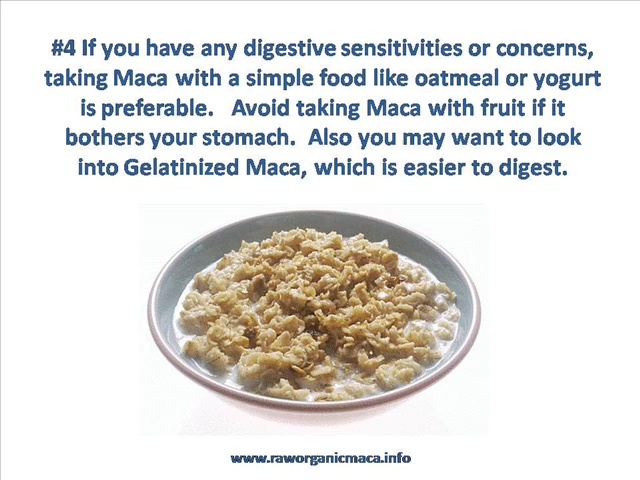 #4 If you have any digestive sensitivities or concerns,
taking Maca with a simple food like oatmeal or yogurt
is preferable.   Avoid taking Maca with fruit if it
bothers your stomach.  Also you may want to look
into Gelatinized Maca, which is easier to digest.
www.raworganicmaca.info